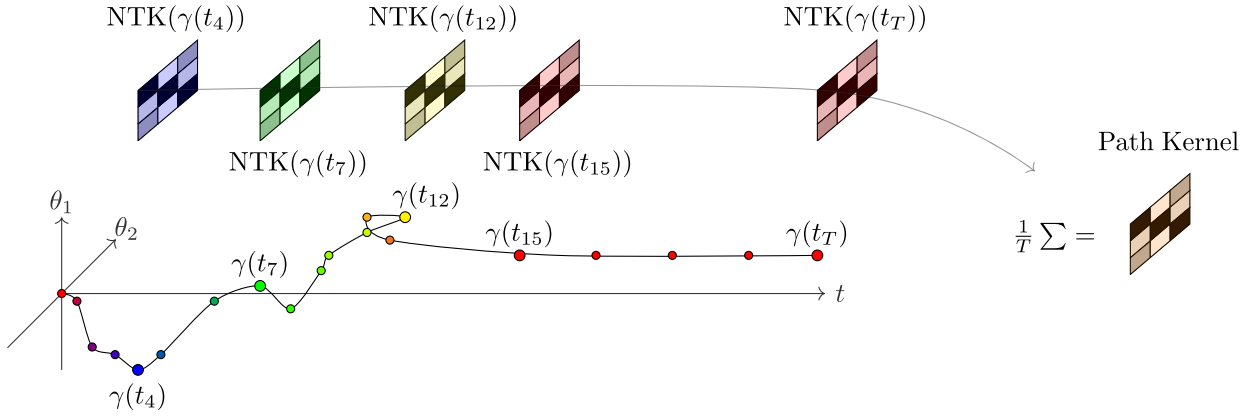 NTK(γ(t₄)) NTK(γ(t₁₂)) NTK(γ(t_T))
NTK(γ(t₇)) NTK(γ(t₁₅))
Path Kernel
θ₁
θ₂
γ(t₁₂)
γ(t₇)
γ(t₁₅) γ(t_T)
1/T ∑ =
t
γ(t₄)